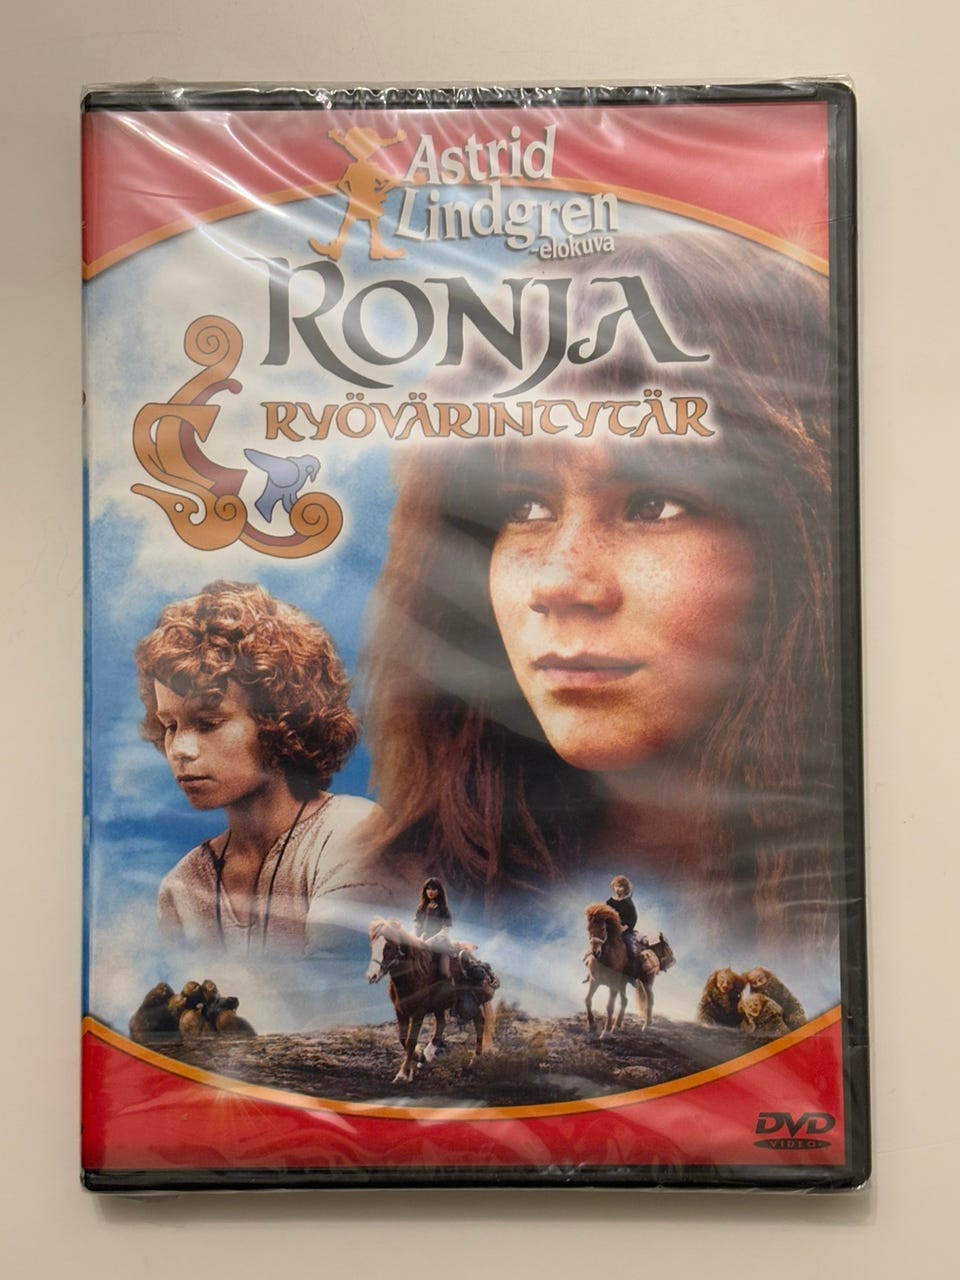 Astrid
Lindgren
-elokuva
RONJA
RYÖVÄRINTYTÄR
DVD
VIDEO